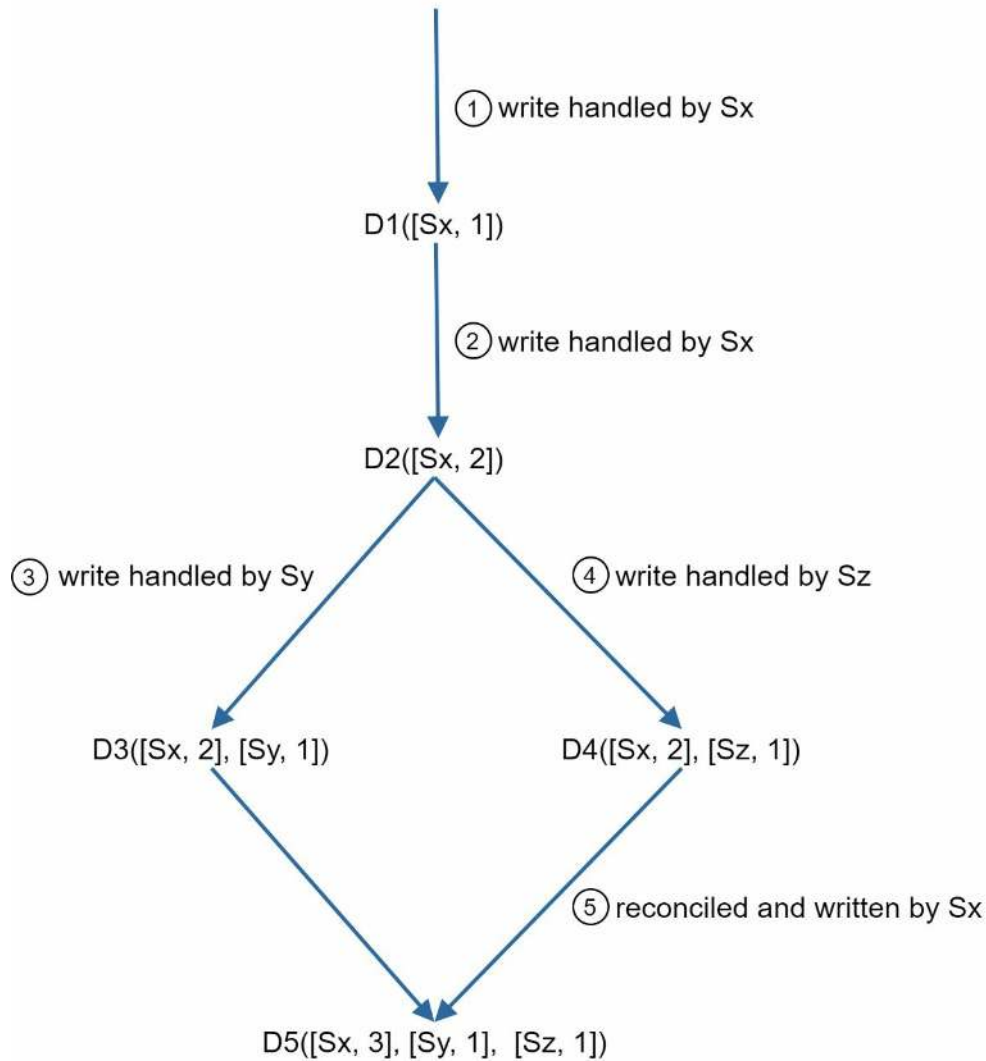 ① write handled by Sx
D1([Sx, 1])
② write handled by Sx
D2([Sx, 2])
③ write handled by Sy
④ write handled by Sz
D3([Sx, 2], [Sy, 1])
D4([Sx, 2], [Sz, 1])
⑤ reconciled and written by Sx
D5([Sx, 3], [Sy, 1], [Sz, 1])